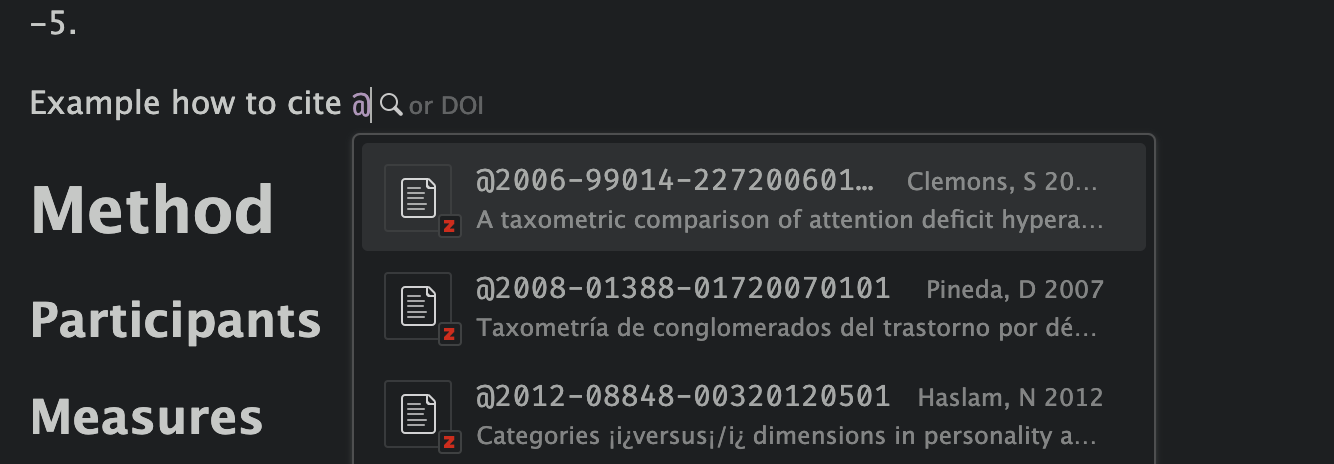 -5.
Example how to cite @ or DOI
@2006-99014-227200601… Clemons, S 20…
A taxometric comparison of attention deficit hypera…
Method
@2008-01388-01720070101 Pineda, D 2007
Participants
Taxometría de conglomerados del trastorno por dé…
@2012-08848-00320120501 Haslam, N 2012
Measures
Categories ¡i¿versus¡/i¿ dimensions in personality a…